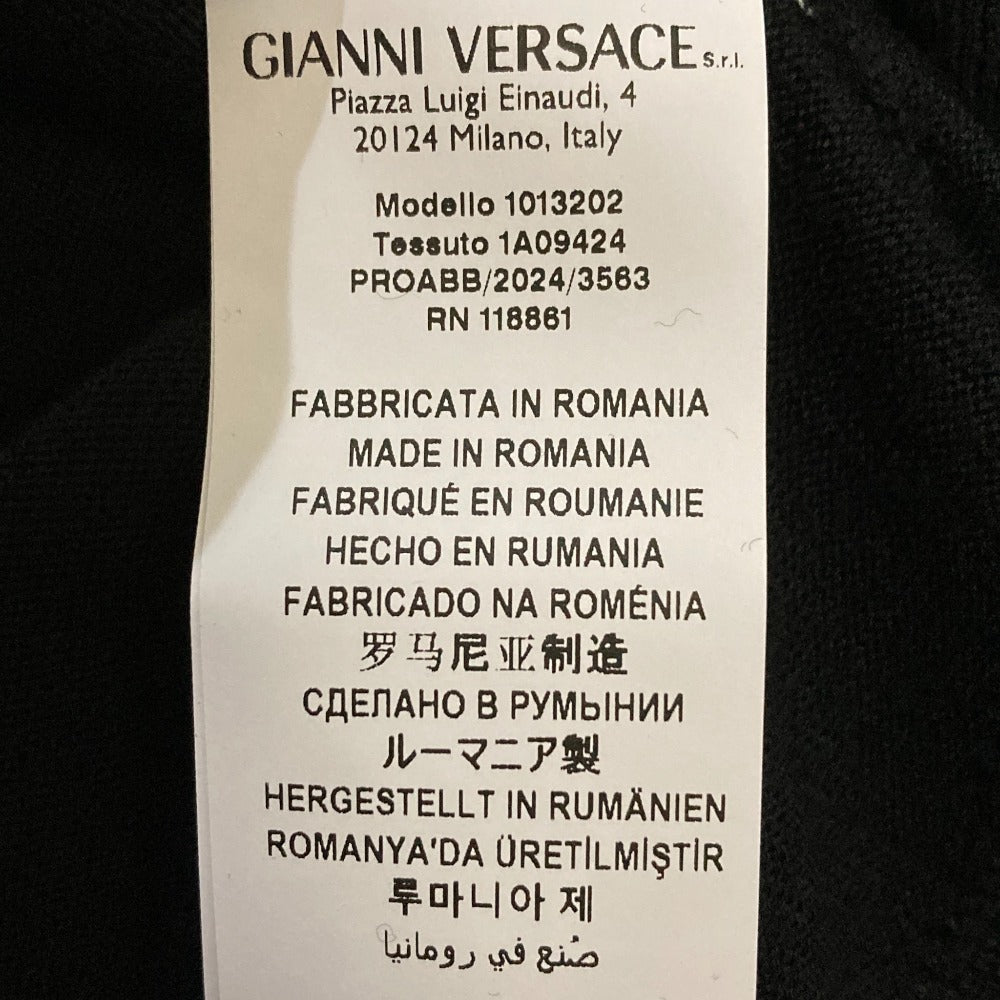 GIANNI VERSACE S.r.l.
Piazza Luigi Einaudi, 4
20124 Milano, Italy
Modello 1013202
Tessuto 1A09424
PROABB/2024/3563
RN 118861
FABBRICATA IN ROMANIA
MADE IN ROMANIA
FABRIQUÉ EN ROUMANIE
HECHO EN RUMANIA
FABRICADO NA ROMÉNIA
罗马尼亚制造
СДЕЛАНО В РУМЫНИИ
ルーマニア製
HERGESTELLT IN RUMÄNIEN
ROMANYA'DA ÜRETİLMİŞTİR
루마니아 제
صُنع في رومانيا